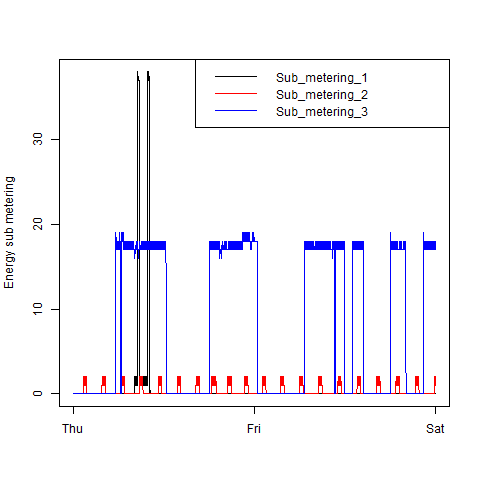 Sub_metering_1
Sub_metering_2
Sub_metering_3
Energy sub metering
30
20
10
0
Thu Fri Sat